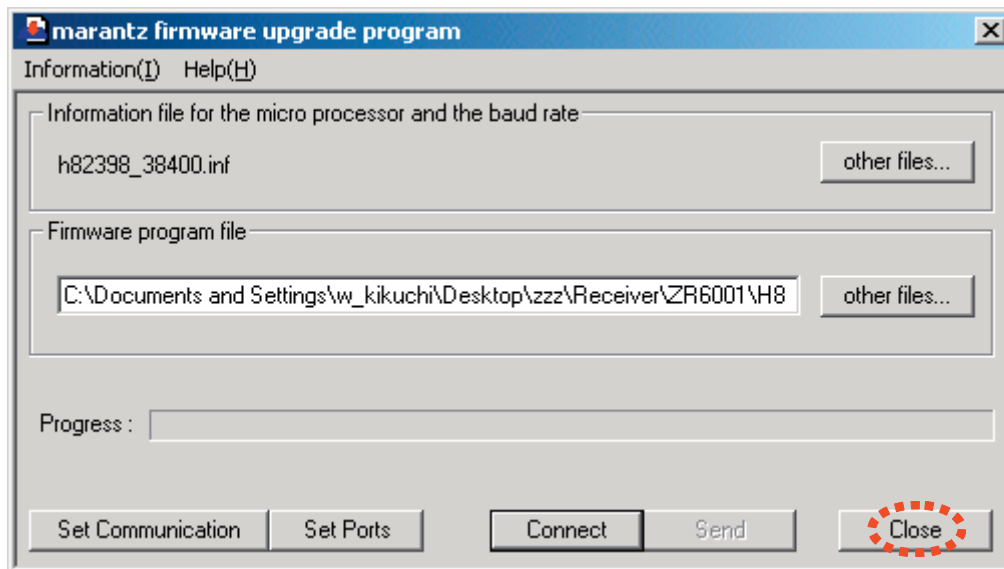 marantz firmware upgrade program
Information(I) Help(H)
Information file for the micro processor and the baud rate
h82398_38400.inf
other files...
Firmware program file
C:\Documents and Settings\w_kikuchi\Desktop\zzz\Receiver\ZR6001\H8
other files...
Progress :
Set Communication Set Ports Connect Send Close